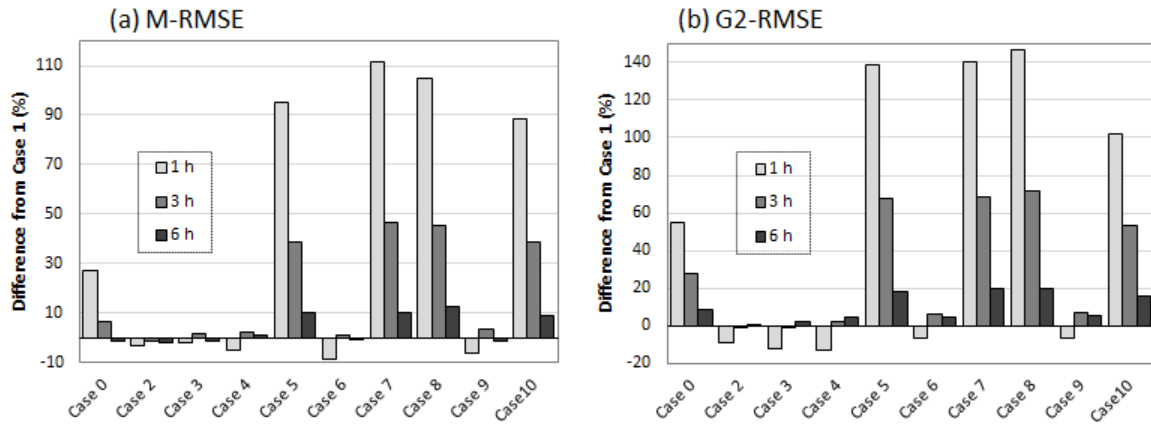 (a) M-RMSE
Difference from Case 1 (%)
110
90
70
50
30
10
-10
1 h
3 h
6 h
Case 0
Case 2
Case 3
Case 4
Case 5
Case 6
Case 7
Case 8
Case 9
Case10
(b) G2-RMSE
Difference from Case 1 (%)
140
120
100
80
60
40
20
0
-20
1 h
3 h
6 h
Case 0
Case 2
Case 3
Case 4
Case 5
Case 6
Case 7
Case 8
Case 9
Case10